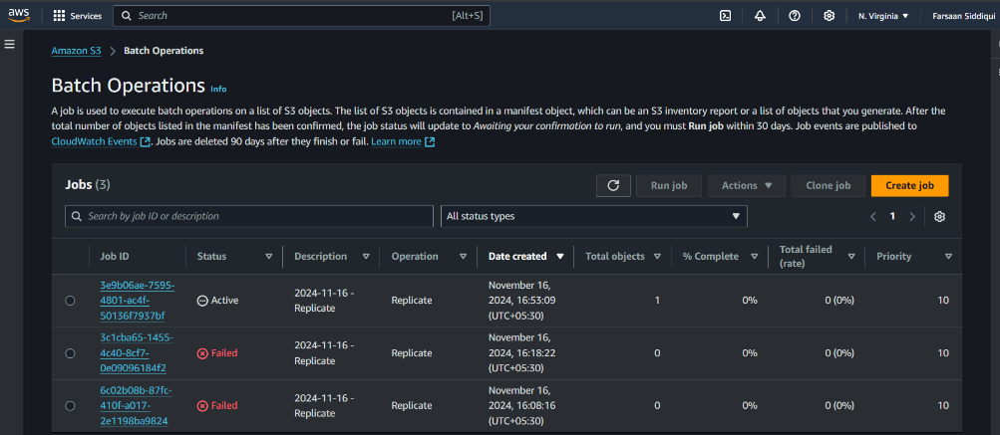 aws Services Search [Alt+S] N. Virginia Farsaan Siddiqui
Amazon S3 > Batch Operations
Batch Operations Info
A job is used to execute batch operations on a list of S3 objects. The list of S3 objects is contained in a manifest object, which can be an S3 inventory report or a list of objects that you generate. After the
total number of objects listed in the manifest has been confirmed, the job status will update to Awaiting your confirmation to run, and you must Run job within 30 days. Job events are published to
CloudWatch Events. Jobs are deleted 90 days after they finish or fail. Learn more
Jobs (3) Run job Actions Clone job Create job
Search by job ID or description All status types 1
Job ID Status Description Operation Date created Total objects % Complete Total failed (rate) Priority
3e9b06ae-7595-
4801-ac4f-
50136f7937bf
Active
2024-11-16 -
Replicate
Replicate
November 16,
2024, 16:53:09
(UTC+05:30)
1 0% 0 (0%) 10
3c1cba65-1455-
4c40-8cf7-
0e09096184f2
Failed
2024-11-16 -
Replicate
Replicate
November 16,
2024, 16:18:22
(UTC+05:30)
0 0% 0 (0%) 10
6c02b08b-87fc-
410f-a017-
2e1198ba9824
Failed
2024-11-16 -
Replicate
Replicate
November 16,
2024, 16:08:16
(UTC+05:30)
0 0% 0 (0%) 10